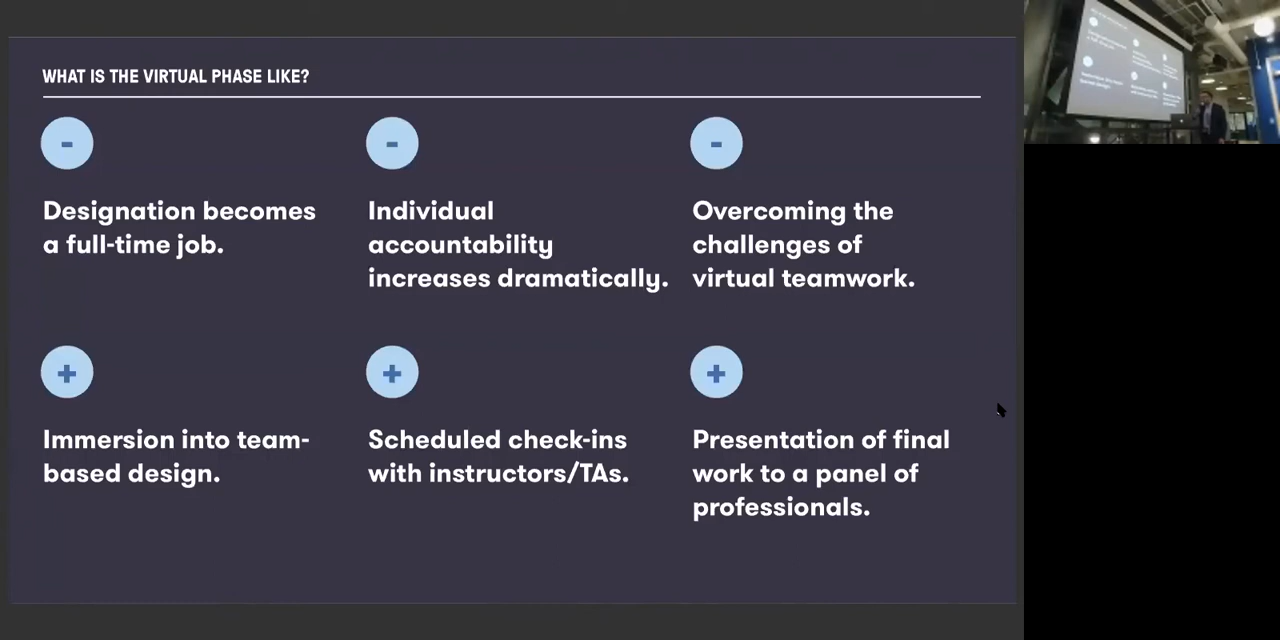 WHAT IS THE VIRTUAL PHASE LIKE?
-
-
-
Designation becomes
a full-time job.
Individual
accountability
increases dramatically.
Overcoming the
challenges of
virtual teamwork.
+
+
+
Immersion into team-
based design.
Scheduled check-ins
with instructors/TAs.
Presentation of final
work to a panel of
professionals.